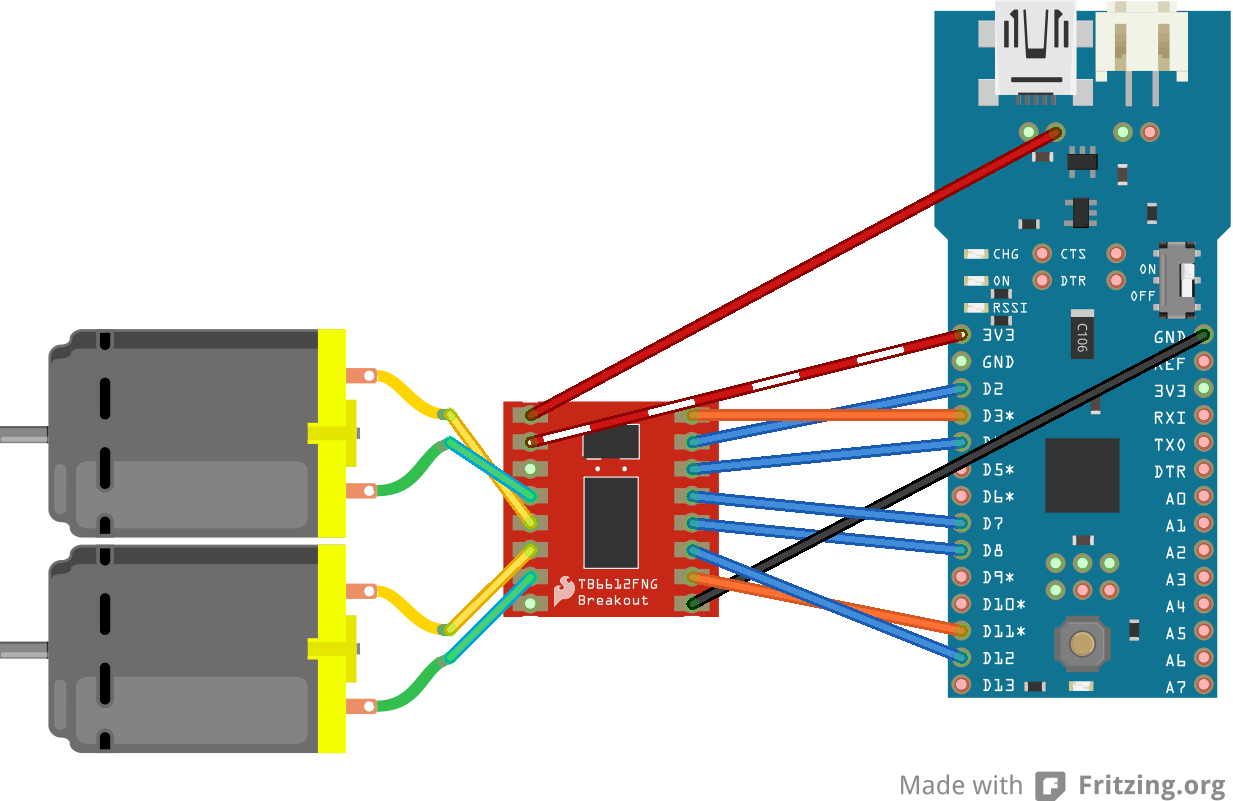 CHG
CTS
ON
DTR
ON
OFF
RSSI
C106
3V3
GND
GND
REF
D2
3V3
D3*
RXI
TXO
D5*
DTR
D6*
A0
D7
A1
D8
A2
D9*
A3
D10*
A4
D11*
A5
D12
A6
D13
A7
TB6612FNG
Breakout
Made with Fritzing.org